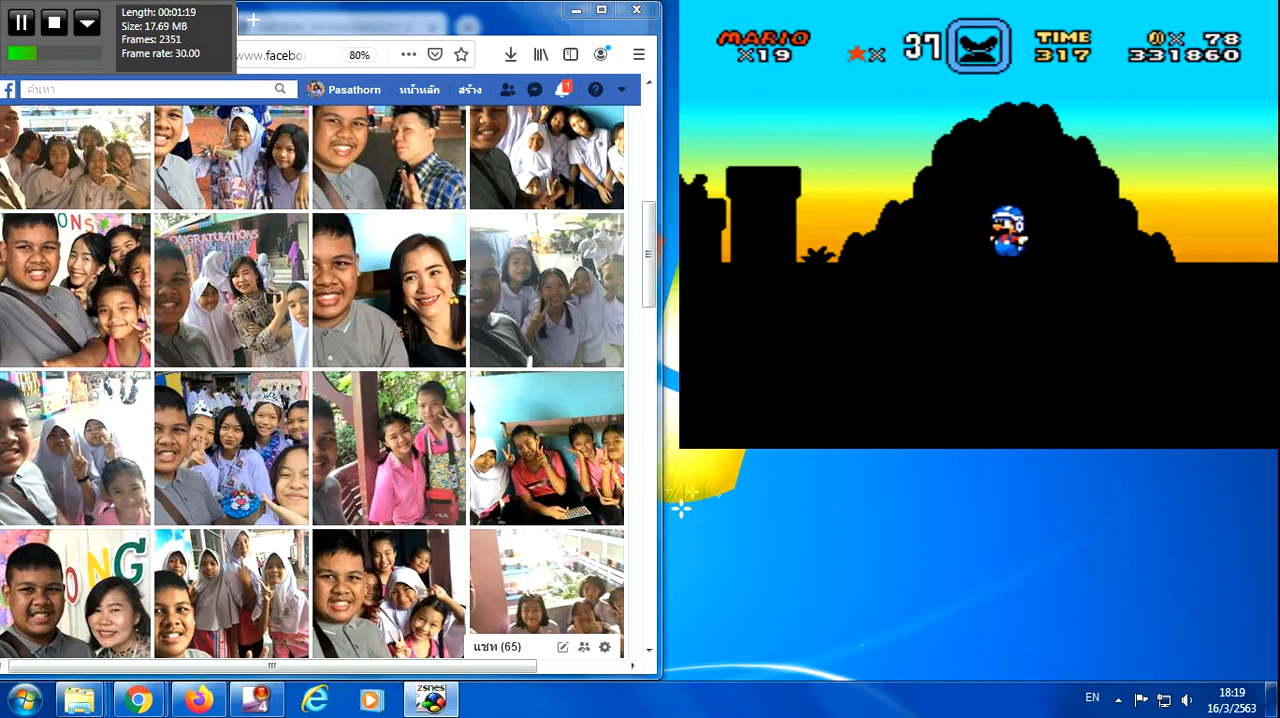 Length: 00:01:19
Size: 17.69 MB
Frames: 2351
Frame rate: 30.00
www.facebo
80%
ค้นหา
Pasathorn
หน้าหลัก
สร้าง
1
CONGRATULATIONS
ONS
ONG
แชท (65)
MARIO
x19
x
37
TIME
317
x 78
331860
4
ZSNES
EN
18:19
16/3/2563